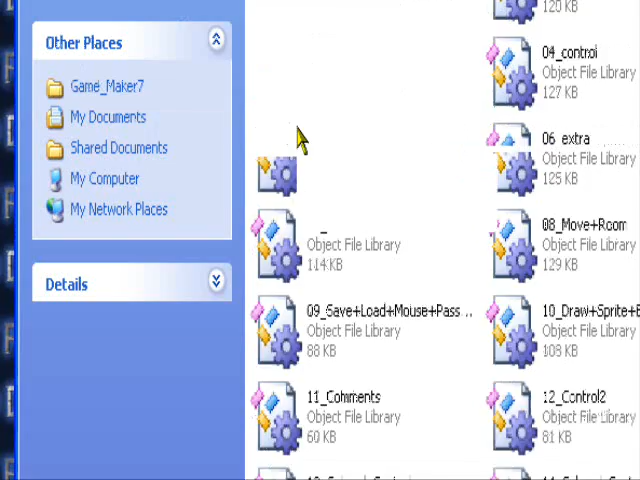 120 KB
Other Places
04_control
Object File Library
127 KB
Game_Maker7
My Documents
06_extra
Shared Documents
Object File Library
125 KB
My Computer
My Network Places
08_Move+Room
Object File Library
Object File Library
114 KB
129 KB
Details
09_Save+Load+Mouse+Pass...
10_Draw+Sprite+
Object File Library
Object File Library
88 KB
108 KB
11_Comments
12_Control2
Object File Library
Object File Library
60 KB
81 KB